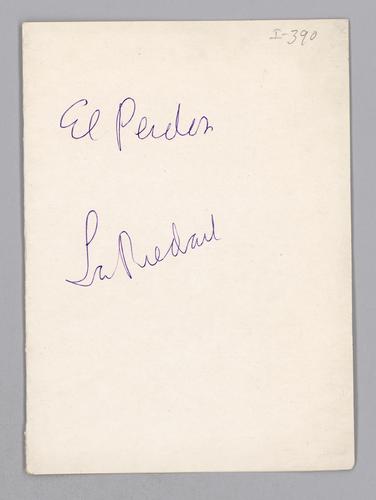 I-390
El Perdon
La Piedad